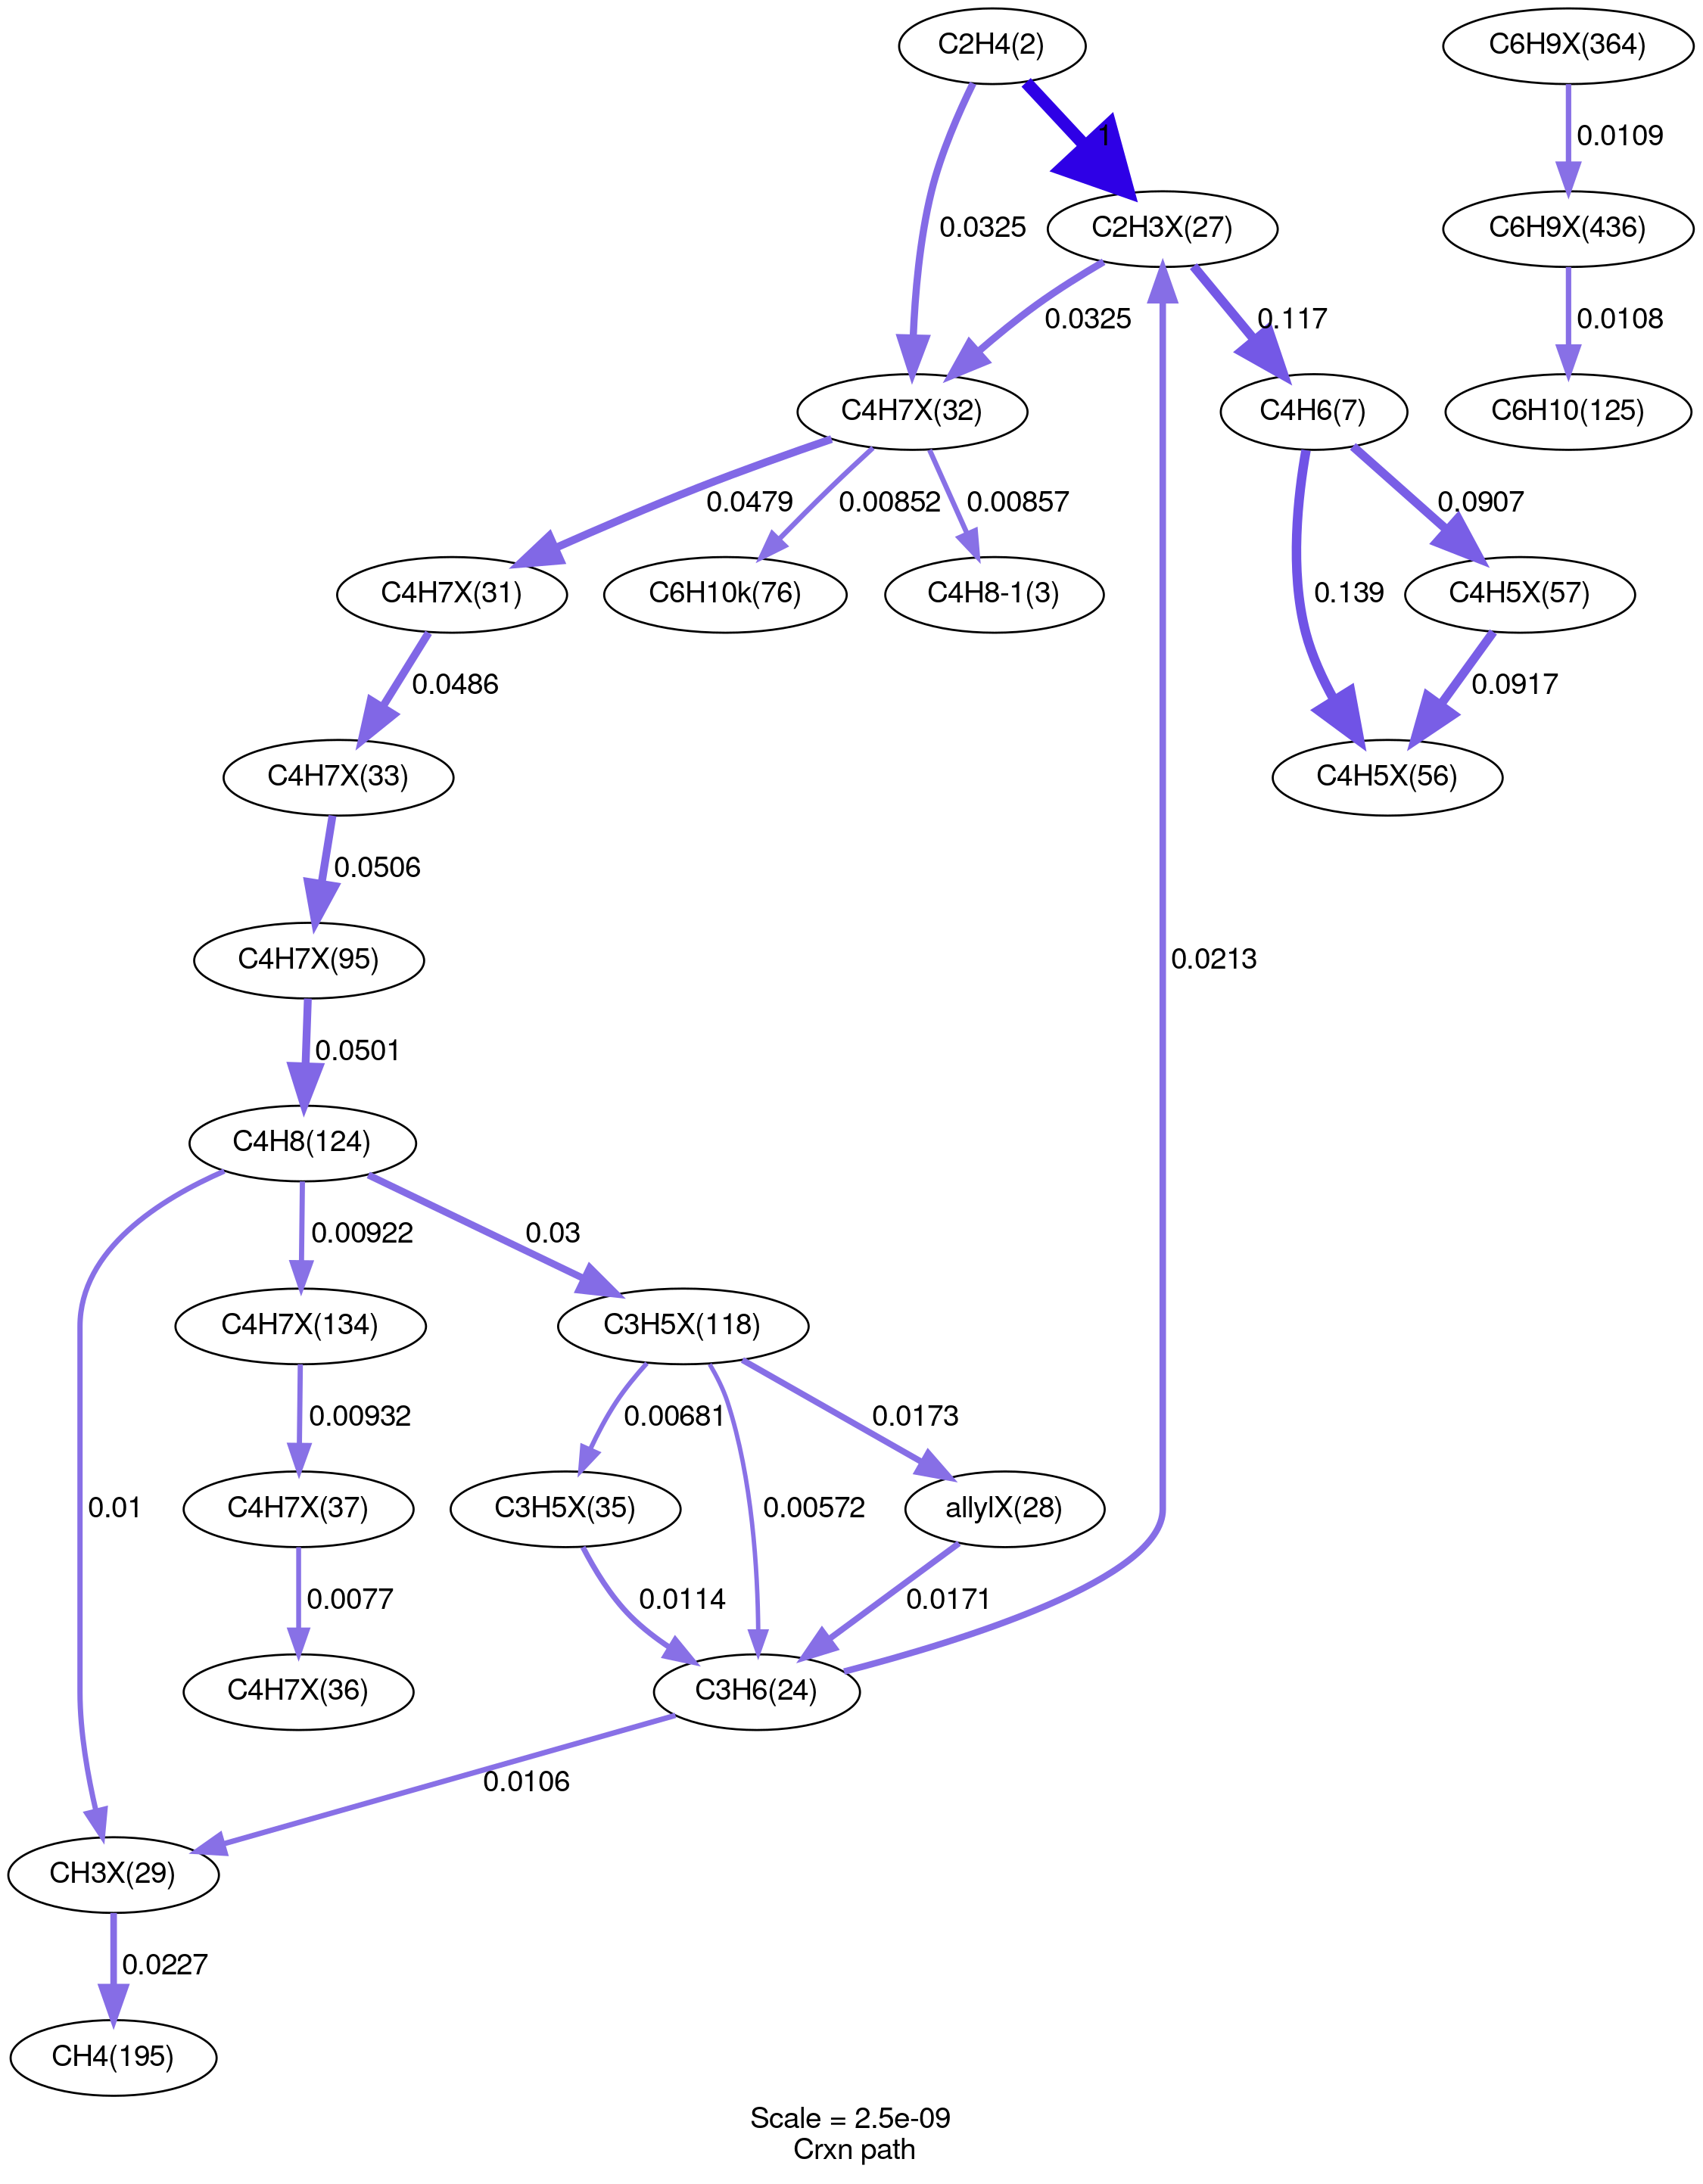 C2H4(2)
C6H9X(364)
1
0.0109
C2H3X(27)
C6H9X(436)
0.0325
0.0325
0.117
0.0108
C4H7X(32)
C4H6(7)
C6H10(125)
0.0479
0.00852
0.00857
0.0907
C4H7X(31)
C6H10k(76)
C4H8-1(3)
0.139
C4H5X(57)
0.0486
0.0917
C4H7X(33)
C4H5X(56)
0.0506
C4H7X(95)
0.0213
0.0501
C4H8(124)
0.00922
0.03
C4H7X(134)
C3H5X(118)
0.00932
0.00681
0.0173
0.01
C4H7X(37)
C3H5X(35)
0.00572
allylX(28)
0.0077
0.0114
0.0171
C4H7X(36)
C3H6(24)
0.0106
CH3X(29)
0.0227
CH4(195)
Scale = 2.5e-09
Crxn path